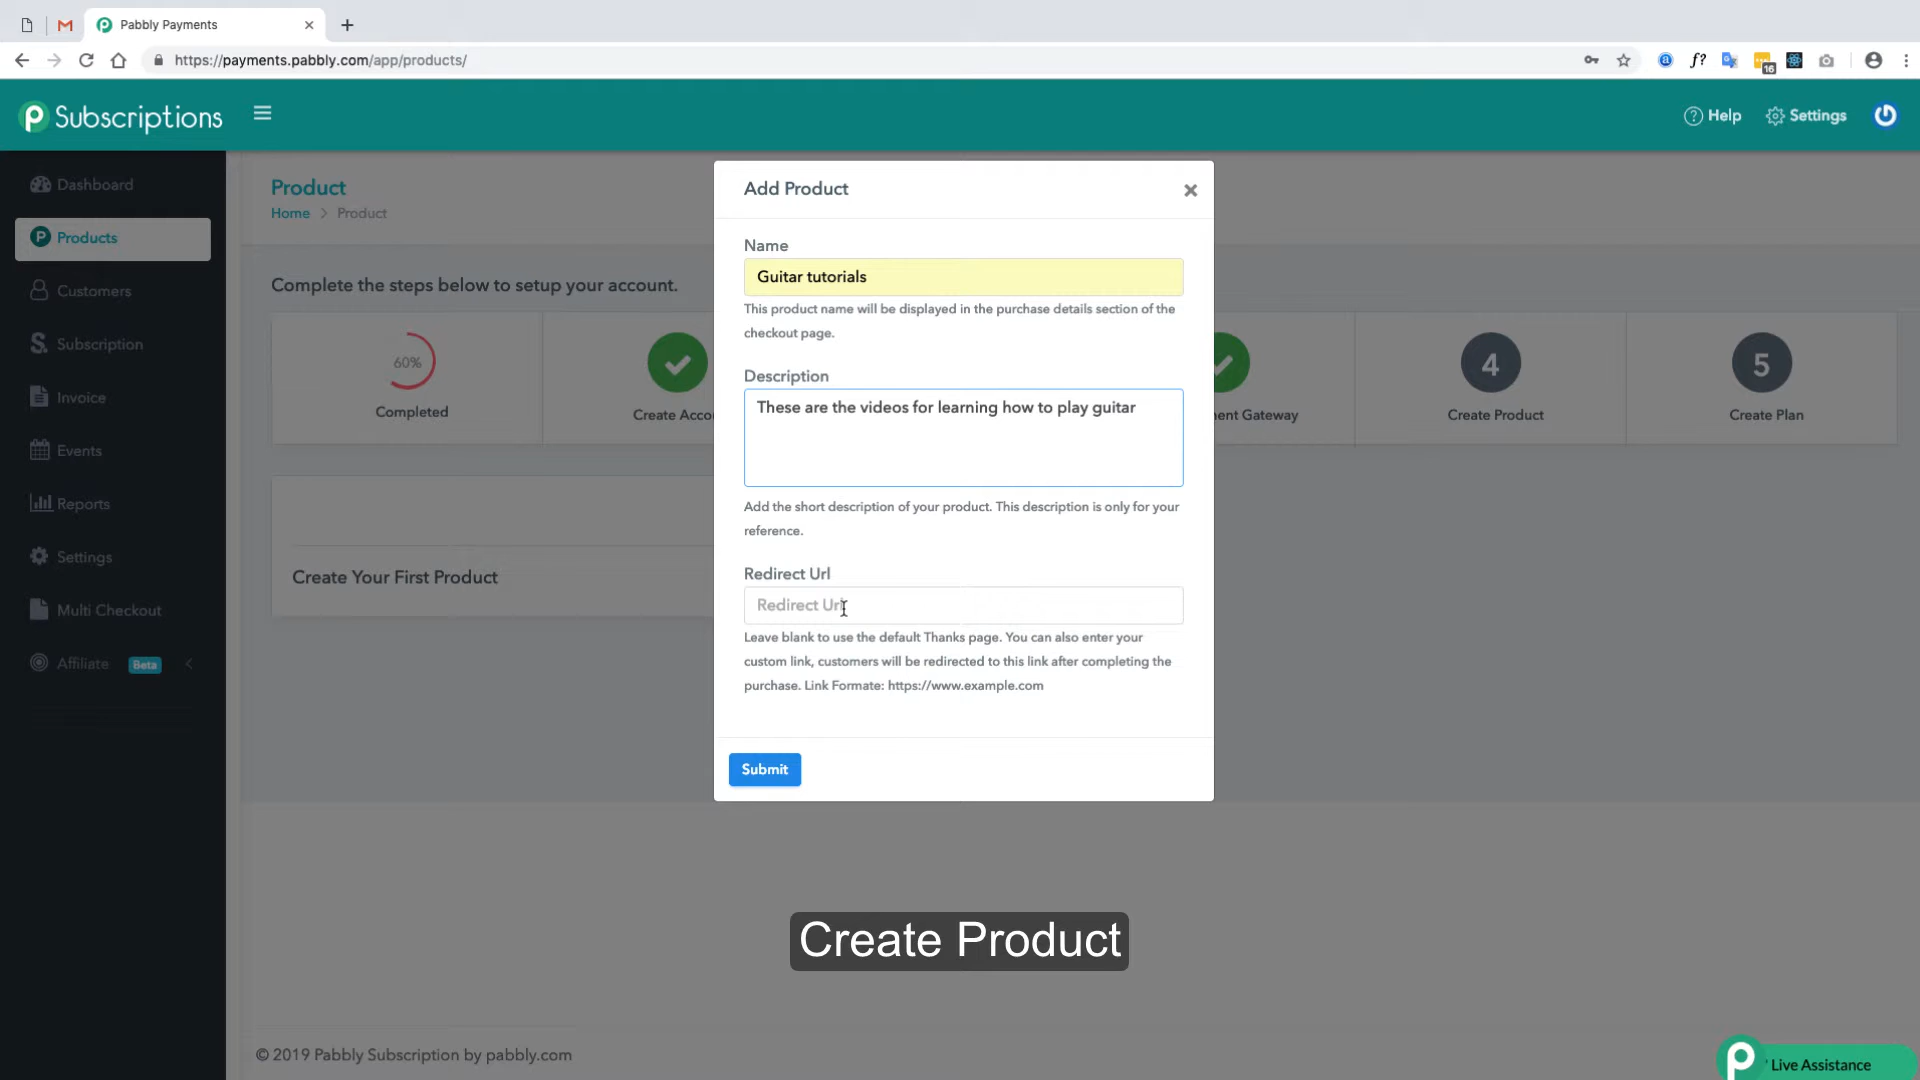 Pabbly Payments
https://payments.pabbly.com/app/products/
16
Subscriptions
Help
Settings
Dashboard
Products
Customers
Subscription
Invoice
Events
Reports
Settings
Multi Checkout
Affiliate Beta
Product
Home > Product
Complete the steps below to setup your account.
60%
Completed
Create Acco
ent Gateway
4
Create Product
5
Create Plan
Create Your First Product
Add Product
Name
Guitar tutorials
This product name will be displayed in the purchase details section of the
checkout page.
Description
These are the videos for learning how to play guitar
Add the short description of your product. This description is only for your
reference.
Redirect Url
Redirect Url
Leave blank to use the default Thanks page. You can also enter your
custom link, customers will be redirected to this link after completing the
purchase. Link Formate: https://www.example.com
Submit
Create Product
© 2019 Pabbly Subscription by pabbly.com
Live Assistance